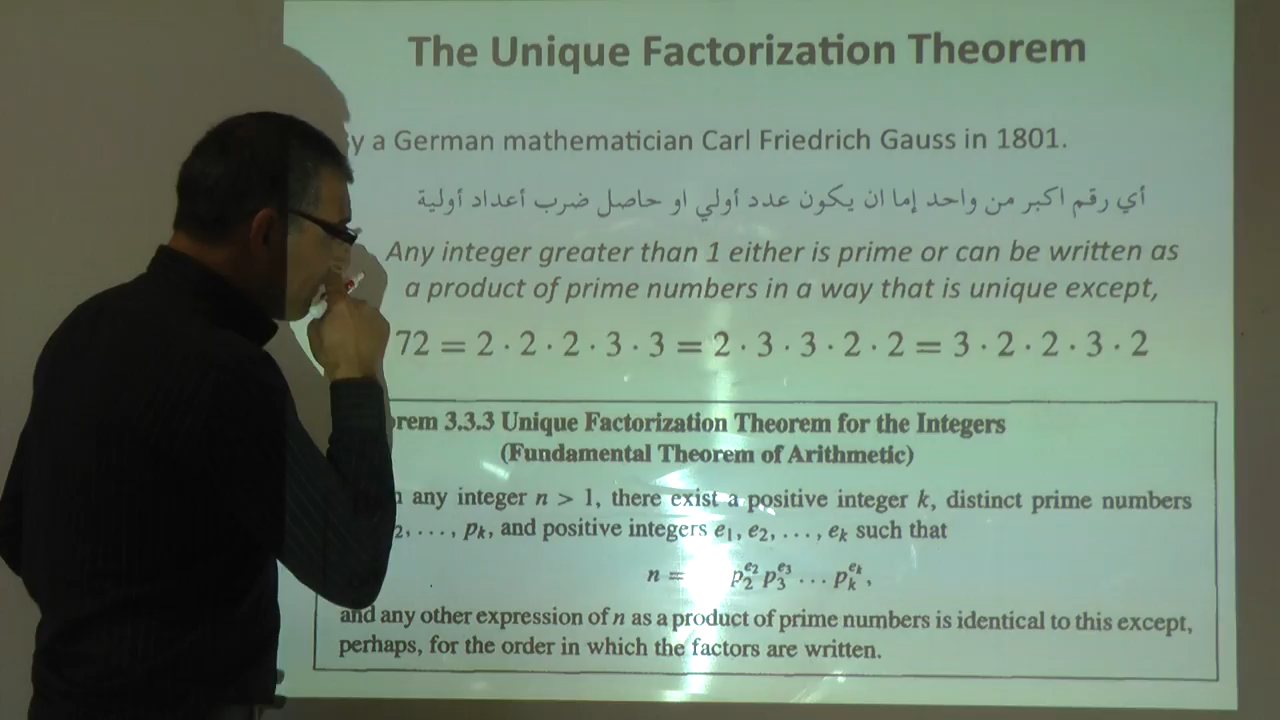 The Unique Factorization Theorem
y a German mathematician Carl Friedrich Gauss in 1801.
أي رقم اكبر من واحد إما ان يكون عدد أولي او حاصل ضرب أعداد أولية
Any integer greater than 1 either is prime or can be written as
a product of prime numbers in a way that is unique except,
72 = 2 · 2 · 2 · 3 · 3 = 2 · 3 · 3 · 2 · 2 = 3 · 2 · 2 · 3 · 2
rem 3.3.3 Unique Factorization Theorem for the Integers
(Fundamental Theorem of Arithmetic)
any integer n > 1, there exist a positive integer k, distinct prime numbers
2, . . . , pk, and positive integers e1, e2, . . . , ek such that
n = p2^e2 p3^e3 . . . pk^ek,
and any other expression of n as a product of prime numbers is identical to this except,
perhaps, for the order in which the factors are written.